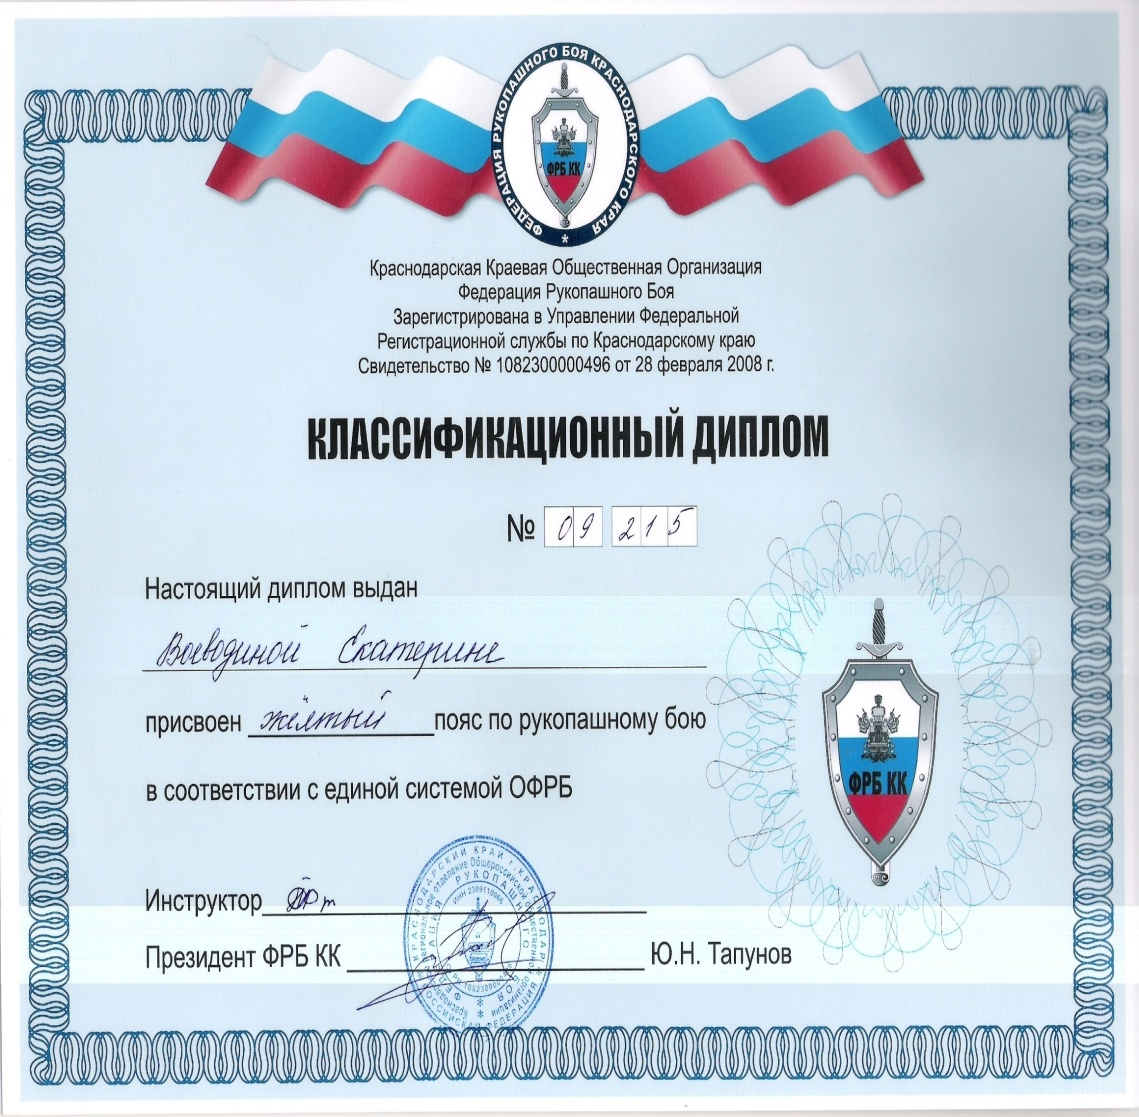 ФЕДЕРАЦИЯ РУКОПАШНОГО БОЯ КРАСНОДАРСКОГО КРАЯ
ФРБ КК
Краснодарская Краевая Общественная Организация
Федерация Рукопашного Боя
Зарегистрирована в Управлении Федеральной
Регистрационной службы по Краснодарскому краю
Свидетельство № 1082300000496 от 28 февраля 2008 г.
КЛАССИФИКАЦИОННЫЙ ДИПЛОМ
№ 09 215
Настоящий диплом выдан
Воеводиной Екатерине
присвоен жёлтый пояс по рукопашному бою
ФРБ КК
в соответствии с единой системой ОФРБ
Инструктор
Президент ФРБ КК Ю.Н. Тапунов